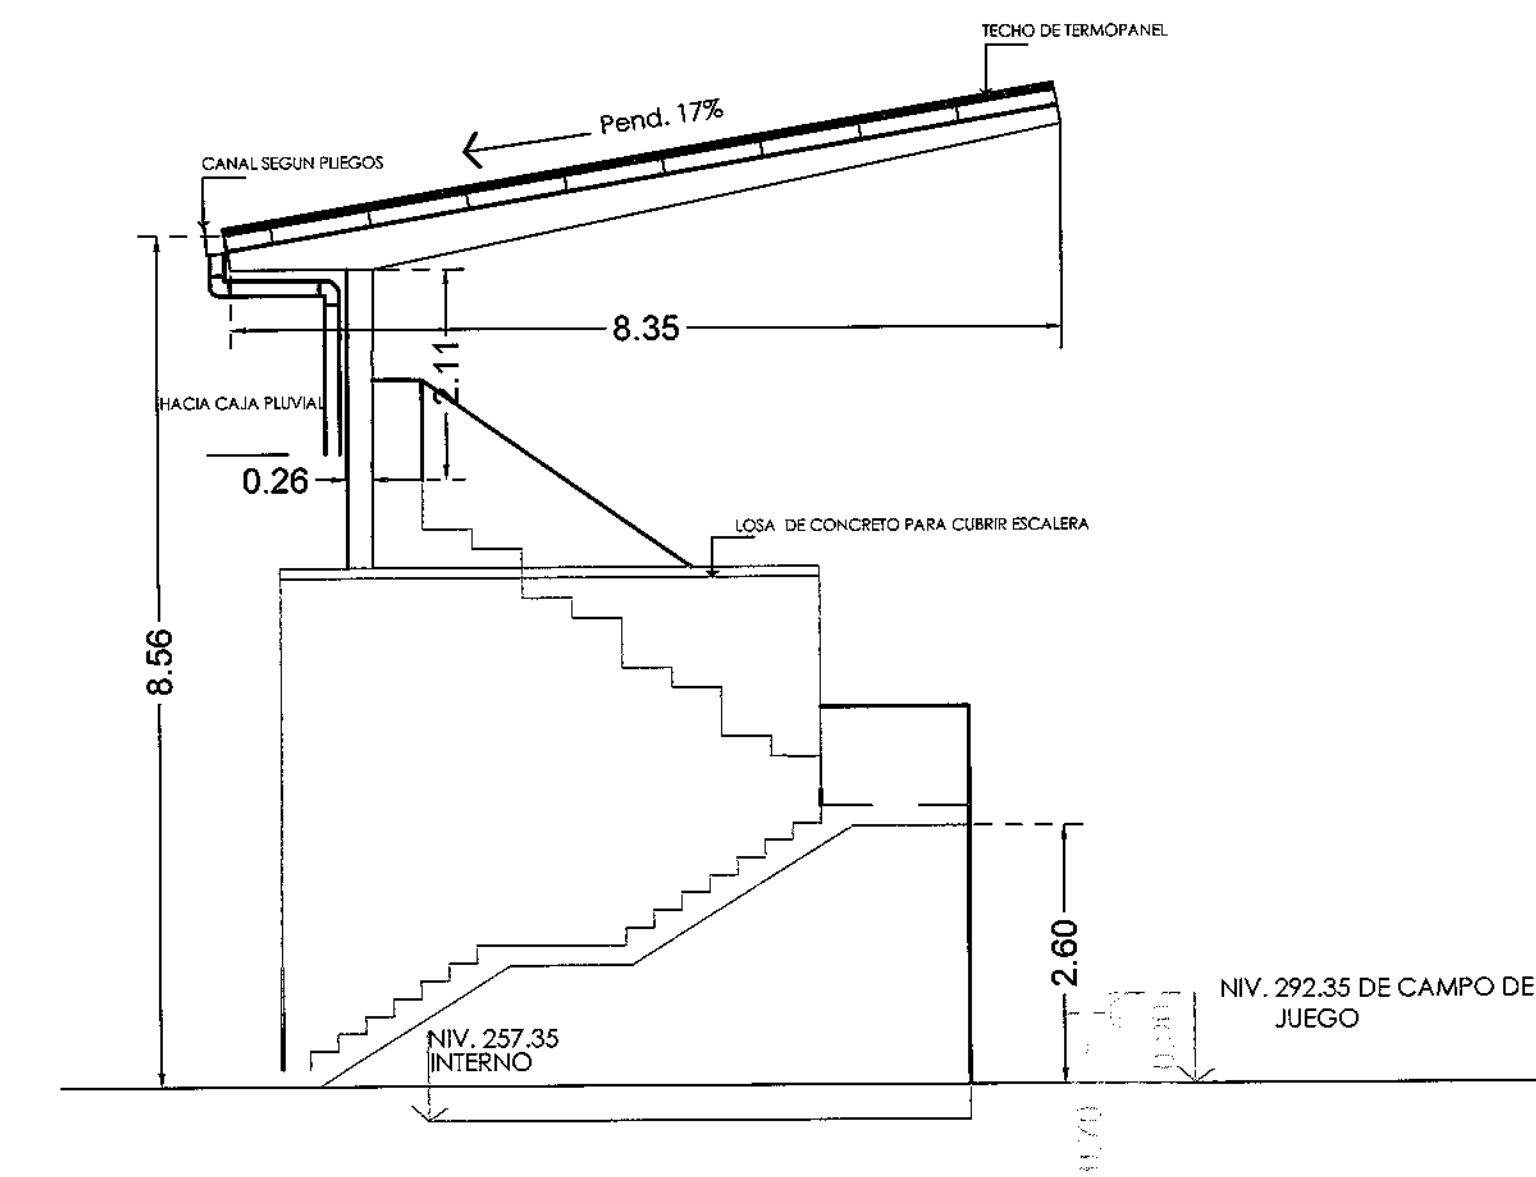 TECHO DE TERMOPANEL
Pend. 17%
CANAL SEGUN PLIEGOS
8.35
2.11
HACIA CAJA PLUVIAL
0.26
LOSA DE CONCRETO PARA CUBRIR ESCALERA
8.56
2.60
NIV. 292.35 DE CAMPO DE
JUEGO
NIV. 257.35
INTERNO